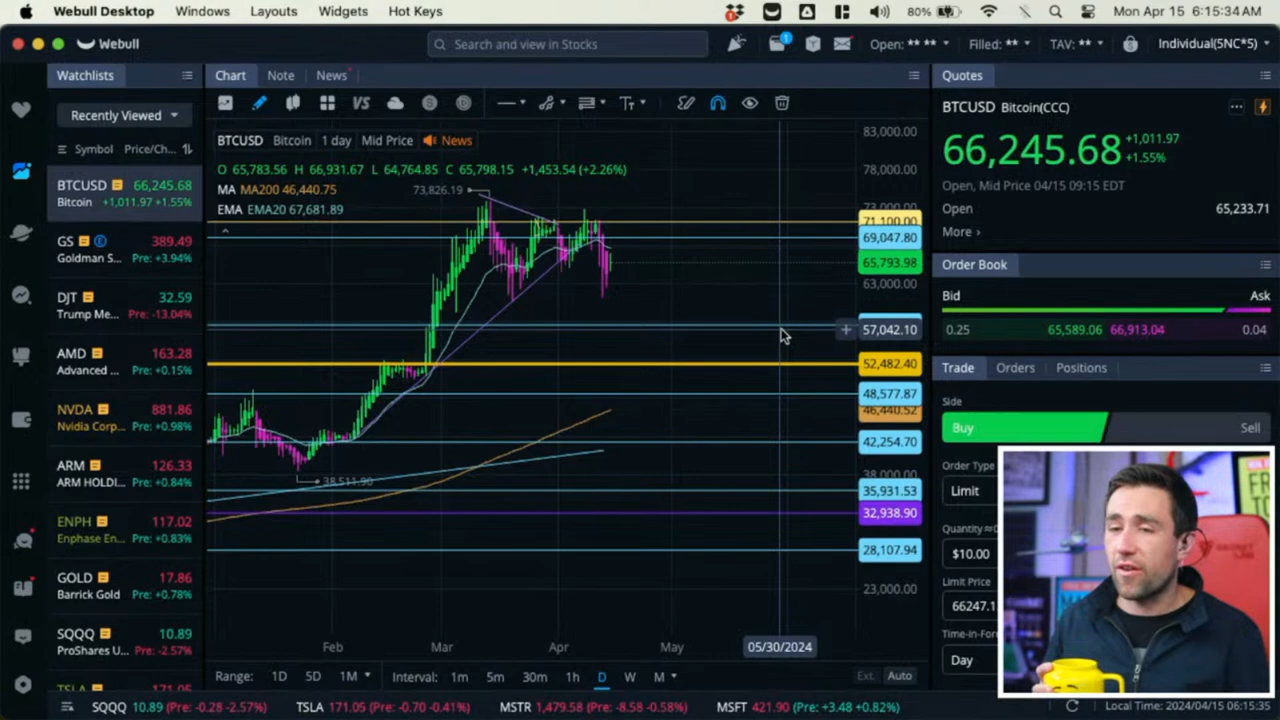 Webull Desktop Windows Layouts Widgets Hot Keys 80% Mon Apr 15 6:15:34 AM
Webull Search and view in Stocks Open: ** ** Filled: ** TAV: ** Individual(5NC*5)
Watchlists Chart Note News Quotes
Recently Viewed
Symbol Price/Ch...
BTCUSD 66,245.68
Bitcoin +1,011.97 +1.55%
GS 389.49
Goldman S... Pre: +3.94%
DJT 32.59
Trump Me... Pre: -13.04%
AMD 163.28
Advanced ... Pre: +0.15%
NVDA 881.86
Nvidia Corp... Pre: +0.98%
ARM 126.33
ARM HOLDI... Pre: +0.84%
ENPH 117.02
Enphase En... Pre: +0.83%
GOLD 17.86
Barrick Gold Pre: +0.78%
SQQQ 10.89
ProShares U... Pre: -2.57%
TSLA 171.05
VS
BTCUSD Bitcoin 1 day Mid Price News
O 65,783.56 H 66,931.67 L 64,764.85 C 65,798.15 +1,453.54 (+2.26%)
MA MA200 46,440.75
EMA EMA20 67,681.89
73,826.19
38,511.90
83,000.00
78,000.00
73,000.00
71,100.00
69,047.80
65,793.98
63,000.00
57,042.10
52,482.40
48,577.87
46,440.52
42,254.70
38,000.00
35,931.53
32,938.90
28,107.94
23,000.00
Feb Mar Apr May 05/30/2024
Range: 1D 5D 1M Interval: 1m 5m 30m 1h D W M Ext. Auto
BTCUSD Bitcoin(CCC)
66,245.68 +1,011.97
+1.55%
Open, Mid Price 04/15 09:15 EDT
Open 65,233.71
More
Order Book
Bid Ask
0.25 65,589.06 66,913.04 0.04
Trade Orders Positions
Side
Buy Sell
Order Type
Limit
Quantity
$10.00
Limit Price
66247.1
Time-in-For
Day
SQQQ 10.89 (Pre: -0.28 -2.57%) TSLA 171.05 (Pre: -0.70 -0.41%) MSTR 1,479.58 (Pre: -8.58 -0.58%) MSFT 421.90 (Pre: +3.48 +0.82%) Local Time: 2024/04/15 06:15:35